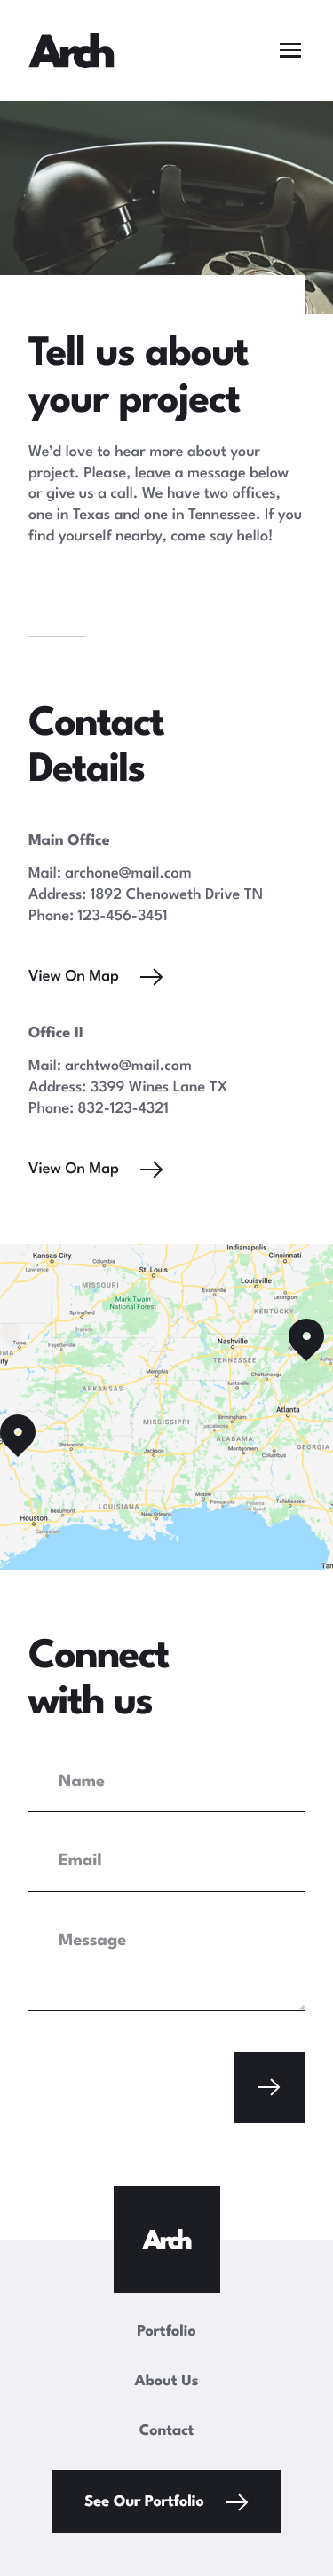 Arch
Tell us about
your project
We’d love to hear more about your
project. Please, leave a message below
or give us a call. We have two offices,
one in Texas and one in Tennessee. If you
find yourself nearby, come say hello!
Contact
Details
Main Office
Mail: archone@mail.com
Address: 1892 Chenoweth Drive TN
Phone: 123-456-3451
View On Map
Office II
Mail: archtwo@mail.com
Address: 3399 Wines Lane TX
Phone: 832-123-4321
View On Map
Indianapolis
Kansas City
Cincinnati
Columbia
Lawrence
St. Louis
Louisville
MISSOURI
Evansville
Lexington
Mark Twain
National Forest
KENTUCKY
Springfield
Branson
Nashville
Tulsa
Fayetteville
TENNESSEE
Memphis
Chattanooga
Huntsville
ARKANSAS
Atlanta
Birmingham
MISSISSIPPI
Tuscaloosa
ALABAMA
GEORGIA
Shreveport
Jackson
Montgomery
Columbus
Mobile
Tallahassee
LOUISIANA
Pensacola
Panama
City Beach
Beaumont
New Orleans
Houston
Galveston
Connect
with us
Name
Email
Message
Arch
Portfolio
About Us
Contact
See Our Portfolio